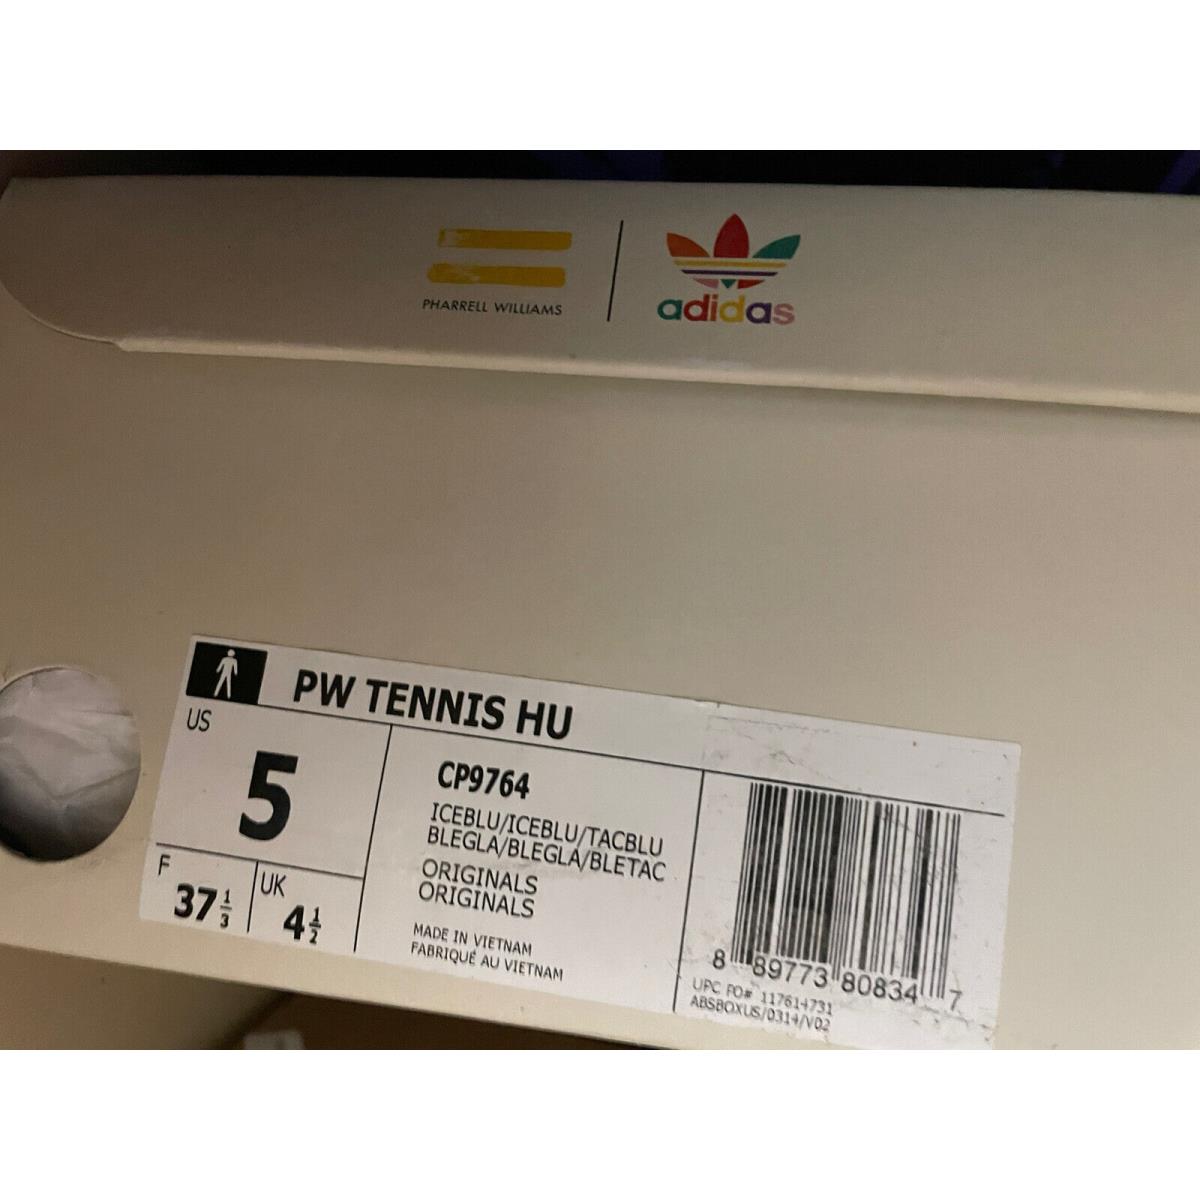 PHARRELL WILLIAMS
adidas
PW TENNIS HU
US
5
F
37 1/3
UK
4 1/2
CP9764
ICEBLU/ICEBLU/TACBLU
BLEGLA/BLEGLA/BLETAC
ORIGINALS
ORIGINALS
MADE IN VIETNAM
FABRIQUÉ AU VIETNAM
8 89773 80834 7
UPC PO# 117614731
ABSBOXUS/0314/V02